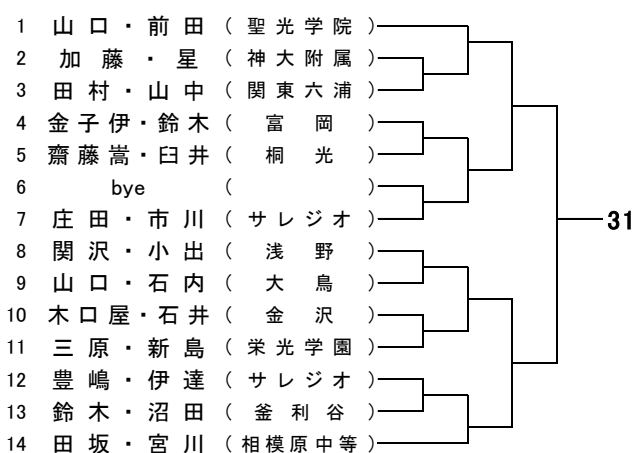 1 山口・前田 (聖光学院)
2 加藤・星 (神大附属)
3 田村・山中 (関東六浦)
4 金子伊・鈴木 (富岡)
5 齋藤嵩・臼井 (桐光)
6 bye ( )
7 庄田・市川 (サレジオ)
31
8 関沢・小出 (浅野)
9 山口・石内 (大鳥)
10 木口屋・石井 (金沢)
11 三原・新島 (栄光学園)
12 豊嶋・伊達 (サレジオ)
13 鈴木・沼田 (釜利谷)
14 田坂・宮川 (相模原中等)